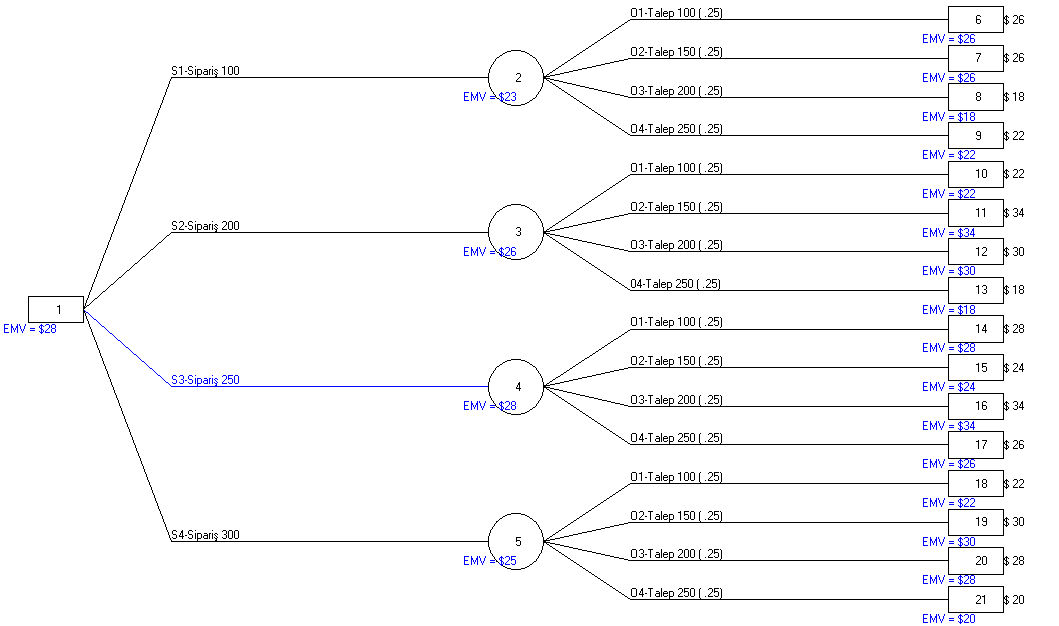 O1-Talep 100 ( .25)
6 $ 26
EMV = $26
O2-Talep 150 ( .25)
7 $ 26
EMV = $26
S1-Sipariş 100
2
EMV = $23
O3-Talep 200 ( .25)
8 $ 18
EMV = $18
O4-Talep 250 ( .25)
9 $ 22
EMV = $22
O1-Talep 100 ( .25)
10 $ 22
EMV = $22
O2-Talep 150 ( .25)
11 $ 34
EMV = $34
S2-Sipariş 200
3
EMV = $26
O3-Talep 200 ( .25)
12 $ 30
EMV = $30
04-Talep 250 ( .25)
13 $ 18
EMV = $18
1
EMV = $28
O1-Talep 100 ( .25)
14 $ 28
EMV = $28
O2-Talep 150 ( .25)
15 $ 24
EMV = $24
S3-Sipariş 250
4
EMV = $28
O3-Talep 200 ( .25)
16 $ 34
EMV = $34
O4-Talep 250 ( .25)
17 $ 26
EMV = $26
O1-Talep 100 ( .25)
18 $ 22
EMV = $22
O2-Talep 150 ( .25)
19 $ 30
EMV = $30
S4-Sipariş 300
5
EMV = $25
O3-Talep 200 ( .25)
20 $ 28
EMV = $28
O4-Talep 250 ( .25)
21 $ 20
EMV = $20